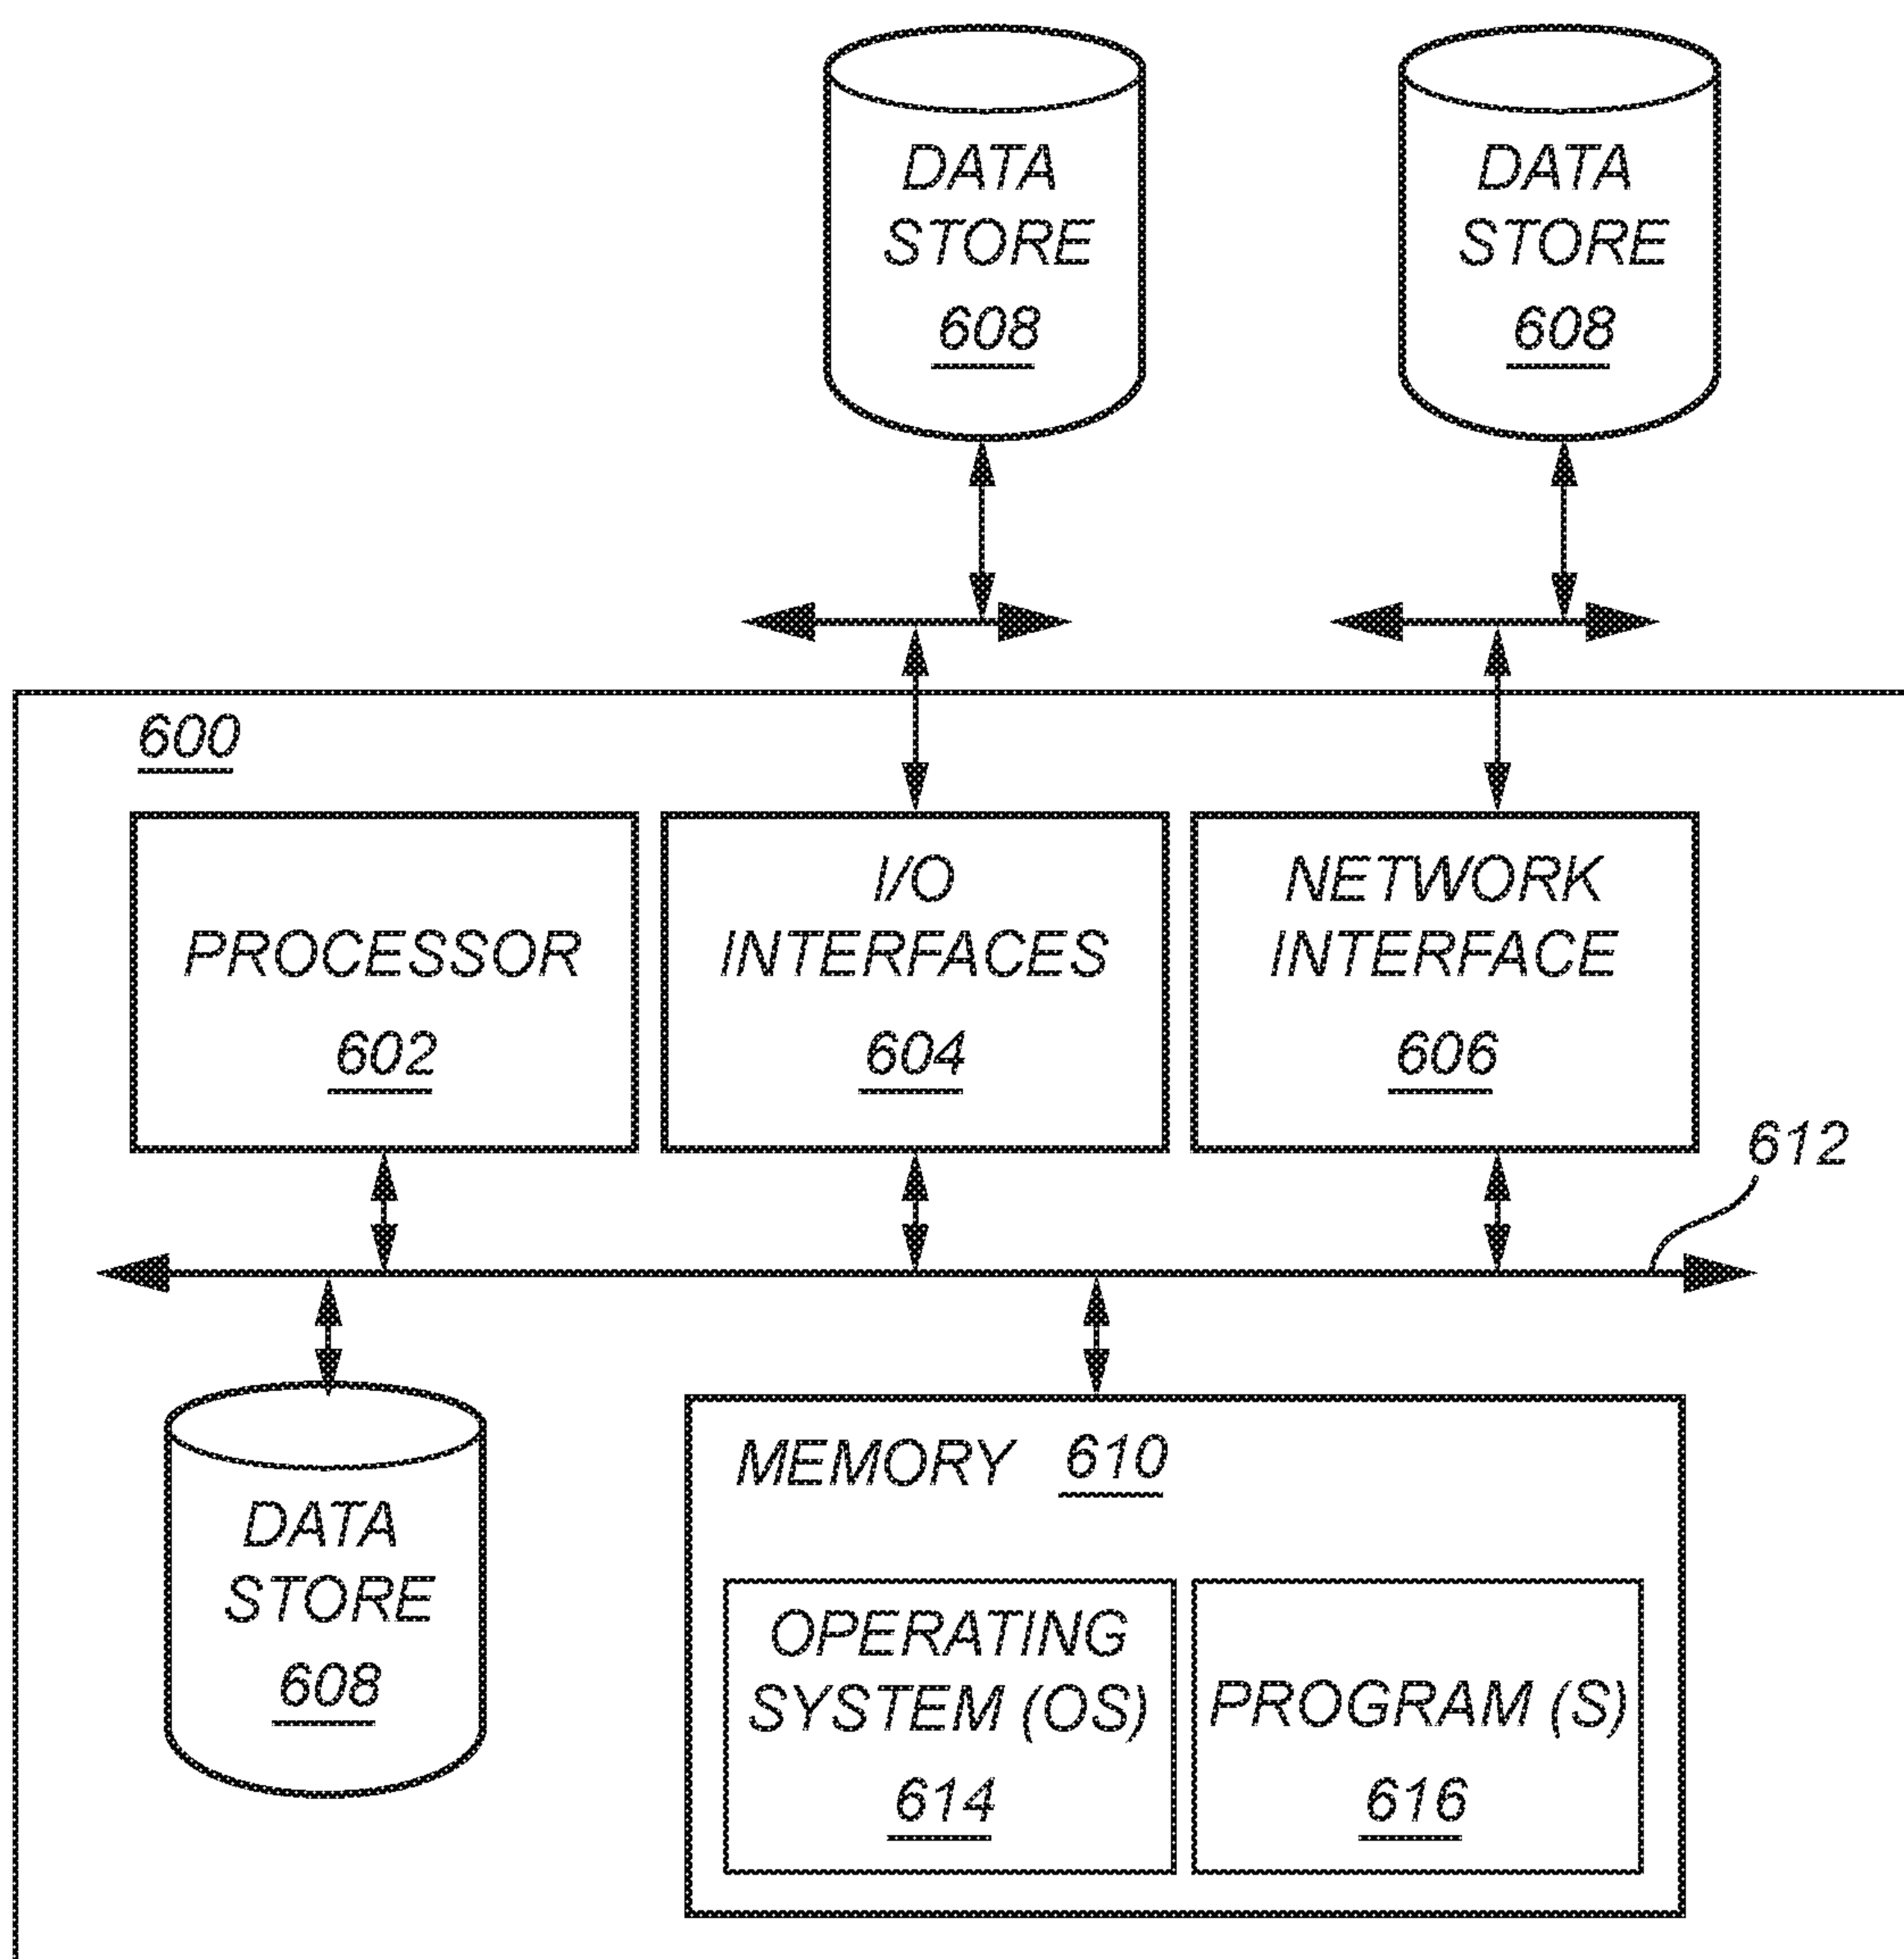 DATA
STORE
608
DATA
STORE
608
600
PROCESSOR
602
I/O
INTERFACES
604
NETWORK
INTERFACE
606
612
DATA
STORE
608
MEMORY 610
OPERATING
SYSTEM (OS)
614
PROGRAM (S)
616